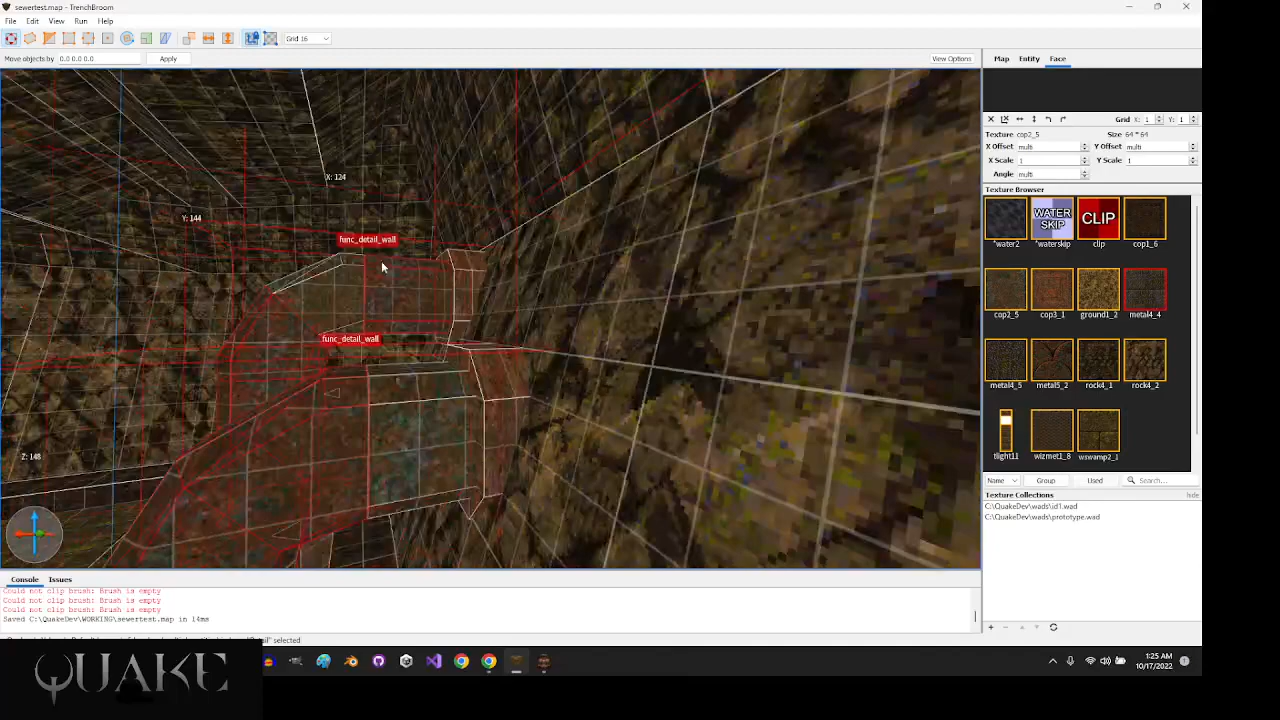 sewertest.map - TrenchBroom
File Edit View Run Help
Grid 16
Move objects by 0.0 0.0 0.0 Apply View Options
Map Entity Face
Grid X: 1 Y: 1
Texture cop2_5 Size 64 * 64
X Offset multi Y Offset multi
X Scale 1 Y Scale 1
Angle multi
Texture Browser
WATER SKIP CLIP
*water2 *waterskip clip cop1_6
cop2_5 cop3_1 ground1_2 metal4_4
metal4_5 metal5_2 rock4_1 rock4_2
tlight11 wizmet1_8 wswamp2_1
Name Group Used Search...
Texture Collections hide
C:\QuakeDev\wads\id1.wad
C:\QuakeDev\wads\prototype.wad
X: 124
Y: 144
func_detail_wall
func_detail_wall
Z: 148
Console Issues
Could not clip brush: Brush is empty
Could not clip brush: Brush is empty
Could not clip brush: Brush is empty
Saved C:\QuakeDev\WORKING\sewertest.map in 14ms
selected
QUAKE
1:25 AM
10/17/2022